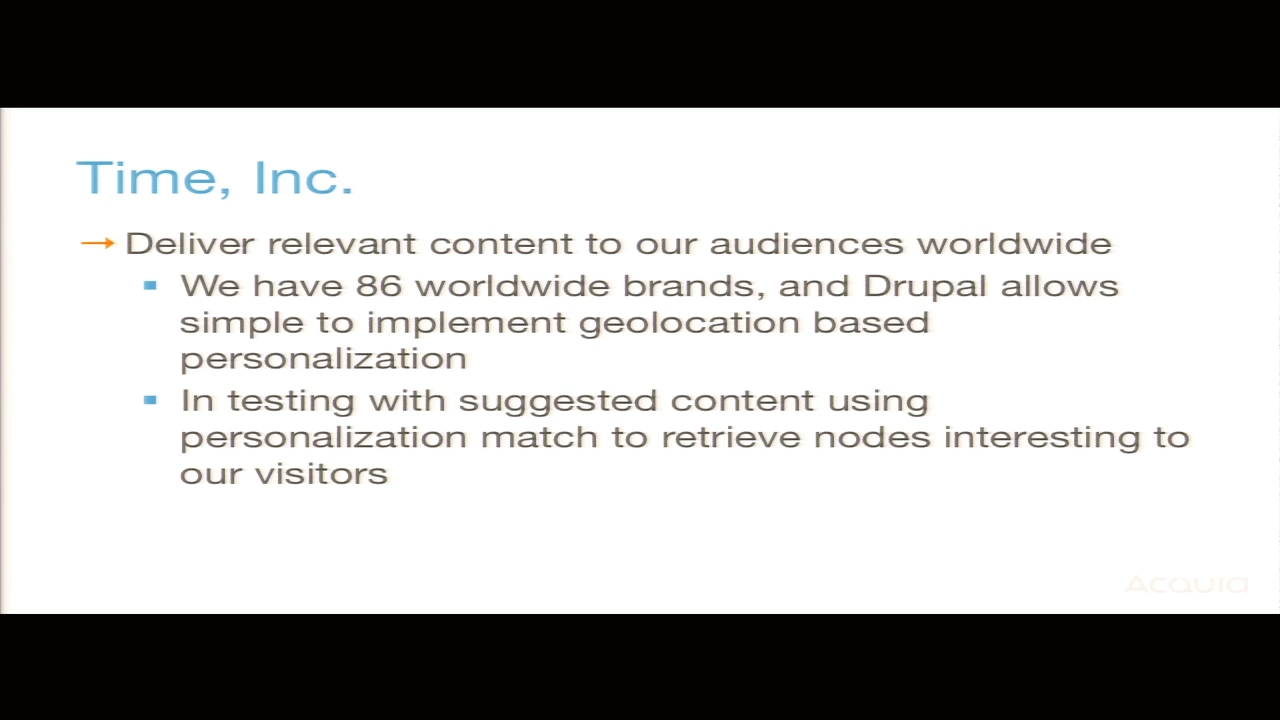 Time, Inc.
→ Deliver relevant content to our audiences worldwide
▪ We have 86 worldwide brands, and Drupal allows
simple to implement geolocation based
personalization
▪ In testing with suggested content using
personalization match to retrieve nodes interesting to
our visitors
Acquia